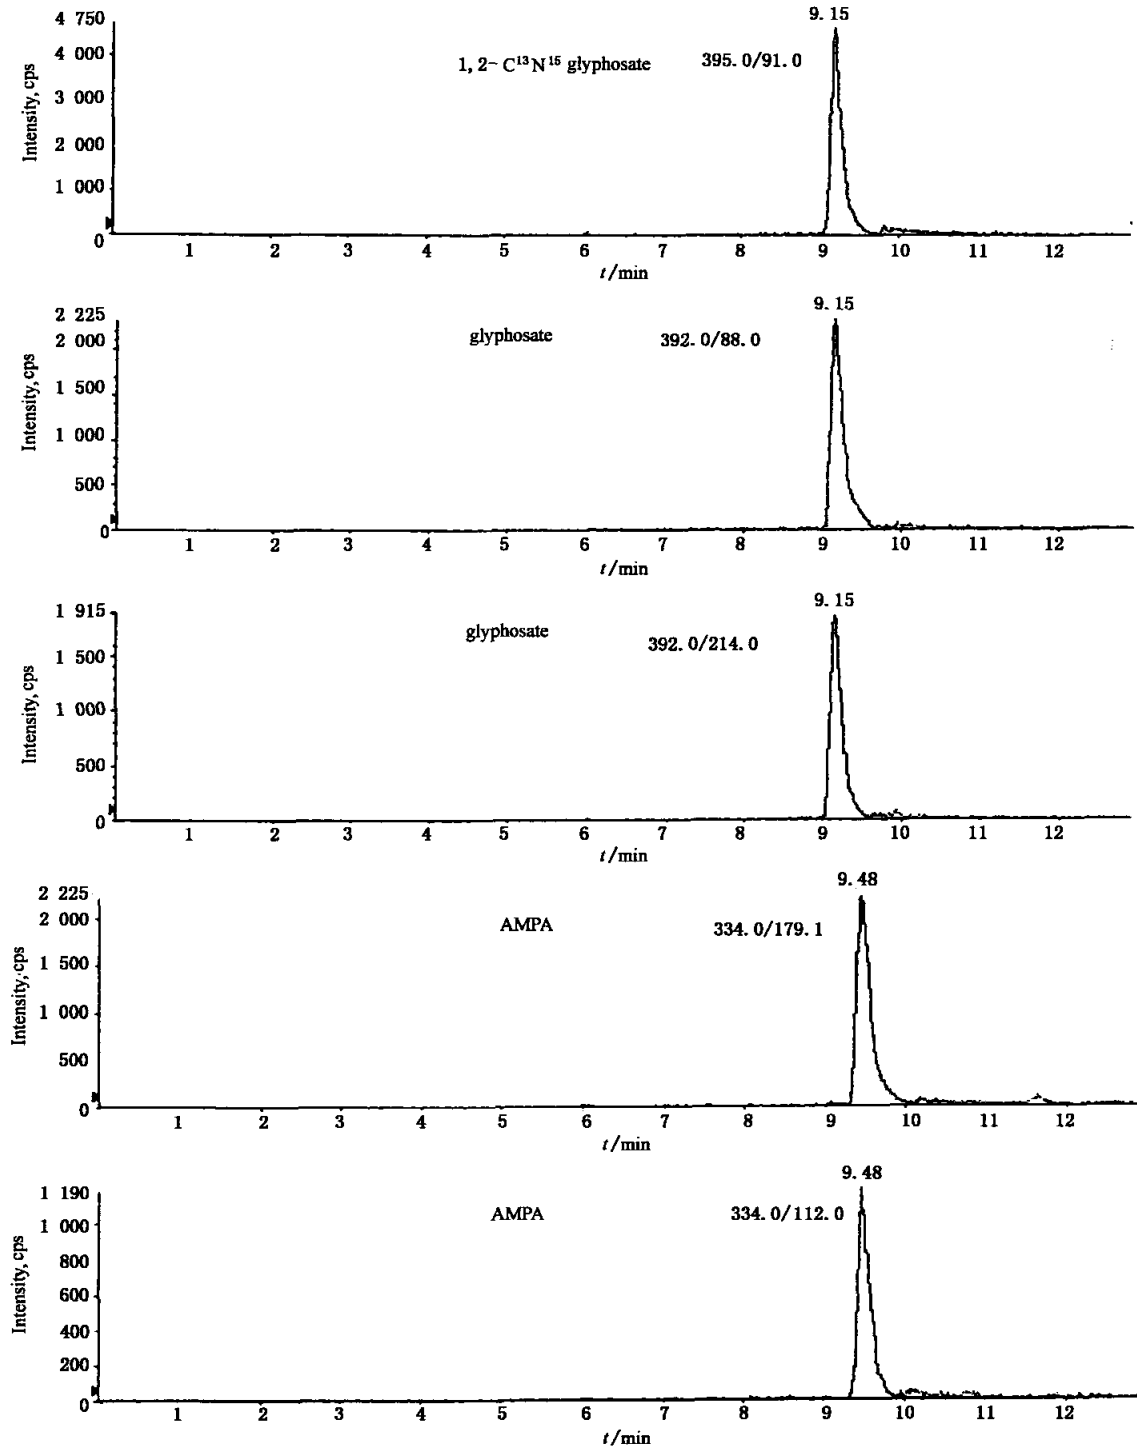 4 750
9. 15
4 000
1, 2- C¹³N¹⁵ glyphosate 395. 0/91. 0
3 000
Intensity, cps
2 000
1 000
0
1 2 3 4 5 6 7 8 9 10 11 12
t/min
9. 15
2 225
2 000
glyphosate 392. 0/88. 0
1 500
Intensity, cps
1 000
500
0
1 2 3 4 5 6 7 8 9 10 11 12
t/min
9. 15
1 915
glyphosate 392. 0/214. 0
1 500
Intensity, cps
1 000
500
0
1 2 3 4 5 6 7 8 9 10 11 12
t/min
9. 48
2 225
2 000
AMPA 334. 0/179. 1
1 500
Intensity, cps
1 000
500
0
1 2 3 4 5 6 7 8 9 10 11 12
t/min
9. 48
1 190
AMPA 334. 0/112. 0
1 000
800
Intensity, cps
600
400
200
0
1 2 3 4 5 6 7 8 9 10 11 12
t/min